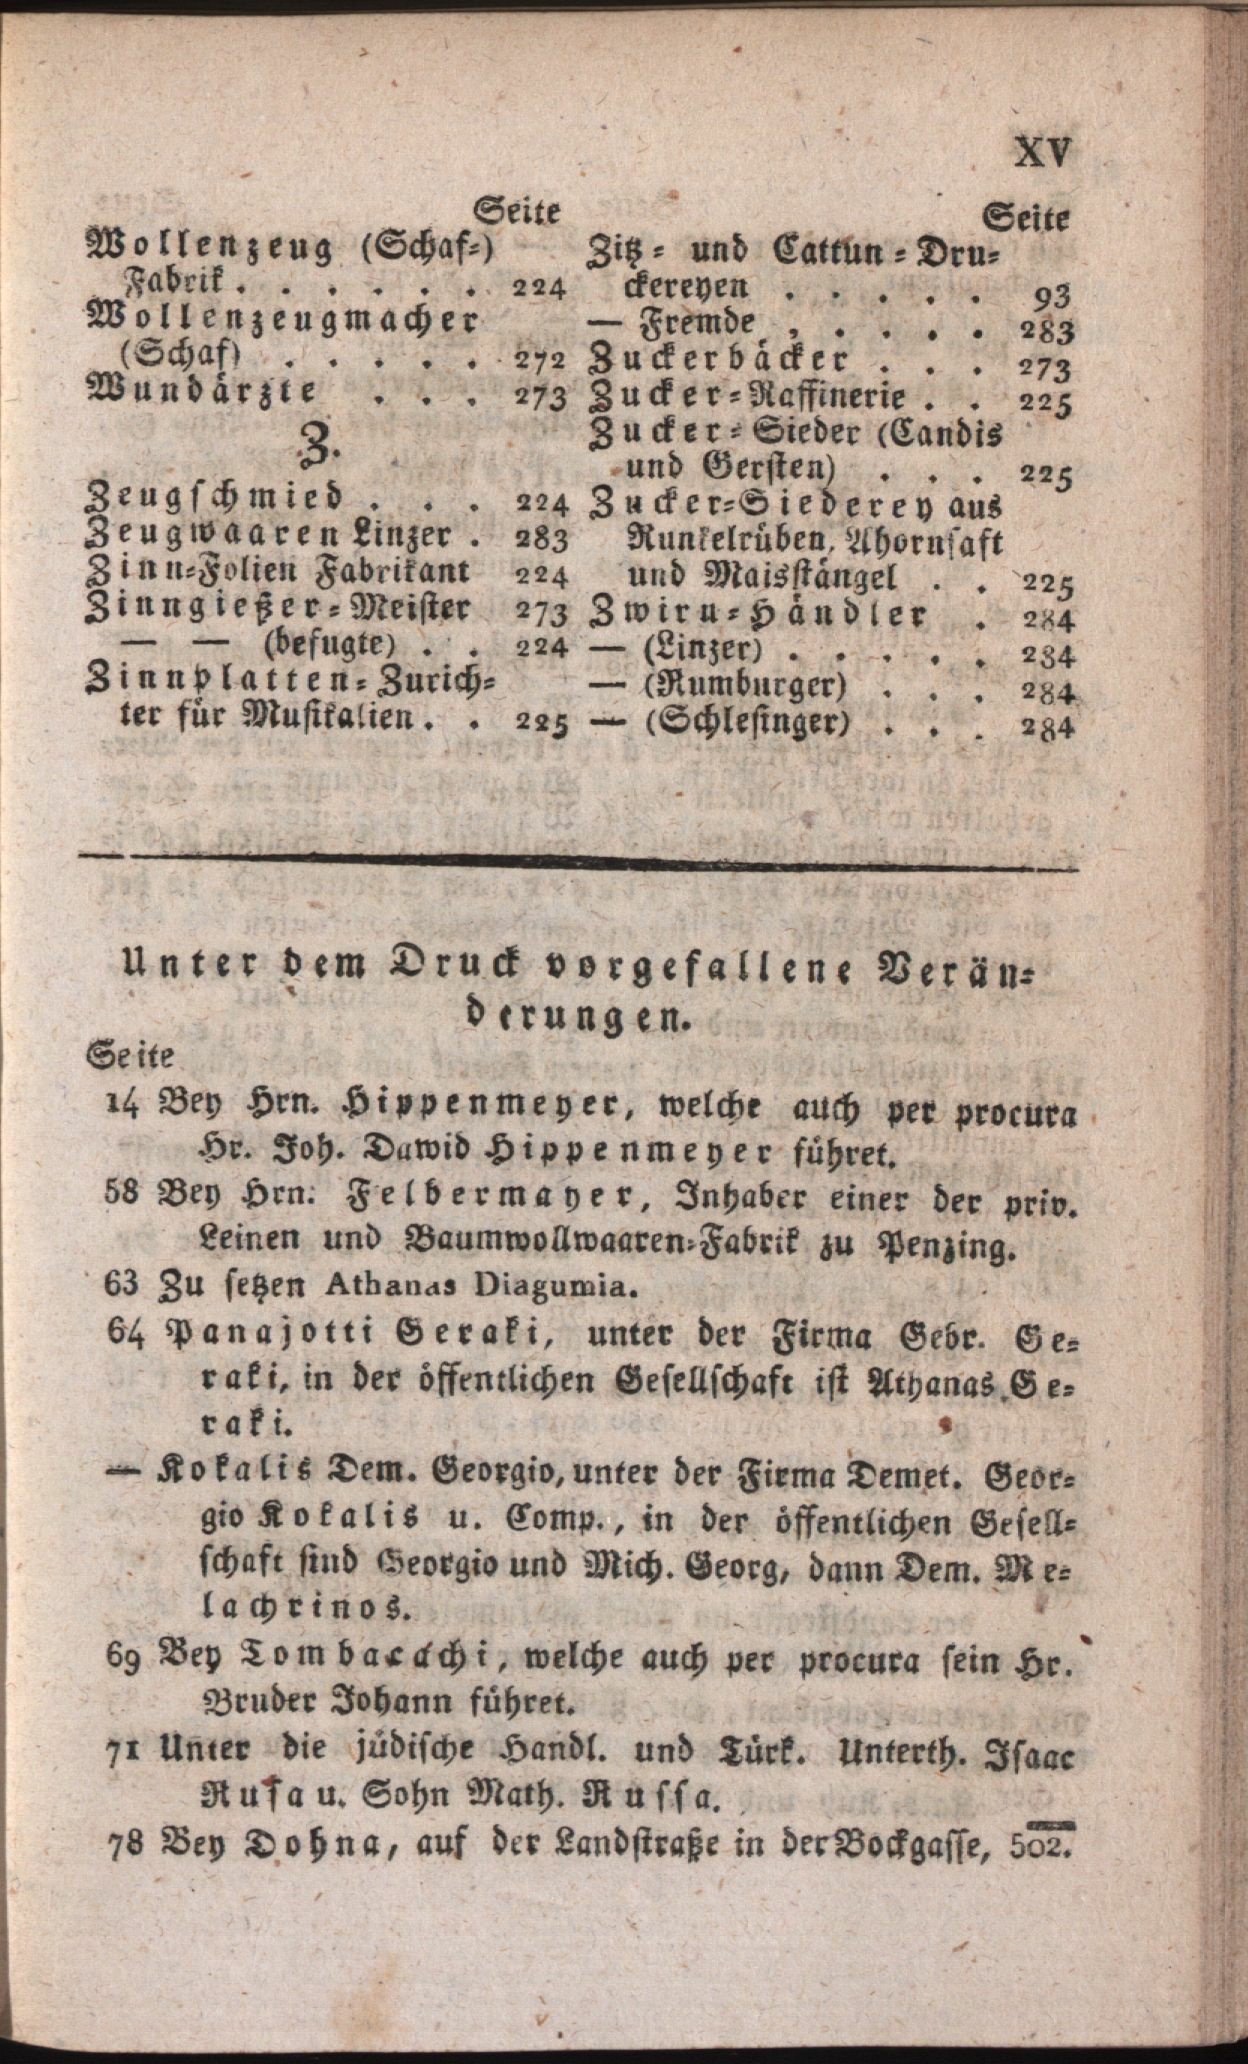 XV
Seite
Wollenzeug (Schaf-)
Fabrik . . . . . . 224
Wollenzeugmacher
(Schaf) . . . . . 272
Wundärzte . . . 273
Z.
Zeugschmied . . . 224
Zeugwaaren Linzer . 283
Zinn-Folien Fabrikant 224
Zinngießer-Meister 273
— — (befugte) . . 224
Zinnplatten-Zurich-
ter für Musikalien . . 225
Seite
Zitz- und Cattun-Dru-
ckereyen . . . . . 93
— Fremde , . . . . 283
Zuckerbäcker . . . 273
Zucker-Raffinerie . . 225
Zucker-Sieder (Candis
und Gersten) . . . 225
Zucker-Siederey aus
Runkelrüben, Ahornsaft
und Maisstängel . . 225
Zwirn-Händler . 284
— (Linzer) . . . . . 284
— (Rumburger) . . . 284
— (Schlesinger) . . . 284
Unter dem Druck vorgefallene Verän-
derungen.
Seite
14 Bey Hrn. Hippenmeyer, welche auch per procura
Hr. Joh. Dawid Hippenmeyer führet.
58 Bey Hrn. Felbermayer, Inhaber einer der priv.
Leinen und Baumwollwaaren-Fabrik zu Penzing.
63 Zu setzen Athanas Diagumia.
64 Panajotti Geraki, unter der Firma Gebr. Ge-
raki, in der öffentlichen Gesellschaft ist Athanas Ge-
raki.
— Kokalis Dem. Georgio, unter der Firma Demet. Geor-
gio Kokalis u. Comp., in der öffentlichen Gesell-
schaft sind Georgio und Mich. Georg, dann Dem. Me-
lachrinos.
69 Bey Tombacachi, welche auch per procura sein Hr.
Bruder Johann führet.
71 Unter die jüdische Handl. und Türk. Unterth. Isaac
Rusa u. Sohn Math. Russa.
78 Bey Dohna, auf der Landstraße in der Bockgasse, 502.